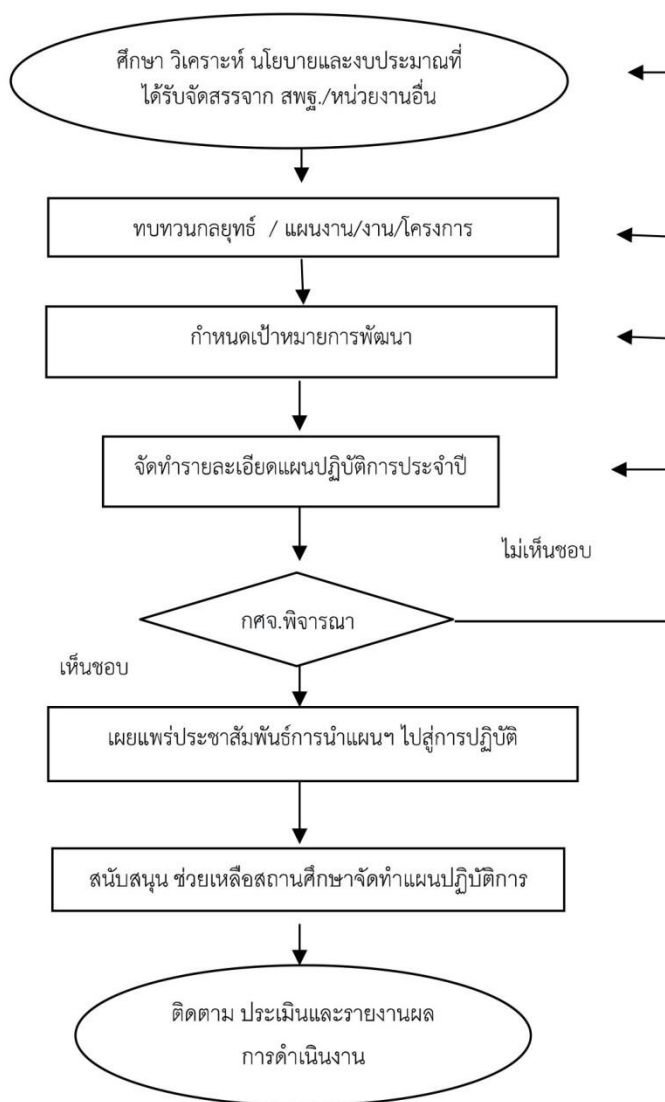 ศึกษา วิเคราะห์ นโยบายและงบประมาณที่
ได้รับจัดสรรจาก สพฐ./หน่วยงานอื่น
ทบทวนกลยุทธ์ / แผนงาน/งาน/โครงการ
กำหนดเป้าหมายการพัฒนา
จัดทำรายละเอียดแผนปฏิบัติการประจำปี
ไม่เห็นชอบ
กศจ.พิจารณา
เห็นชอบ
เผยแพร่ประชาสัมพันธ์การนำแผนฯ ไปสู่การปฏิบัติ
สนับสนุน ช่วยเหลือสถานศึกษาจัดทำแผนปฏิบัติการ
ติดตาม ประเมินและรายงานผล
การดำเนินงาน